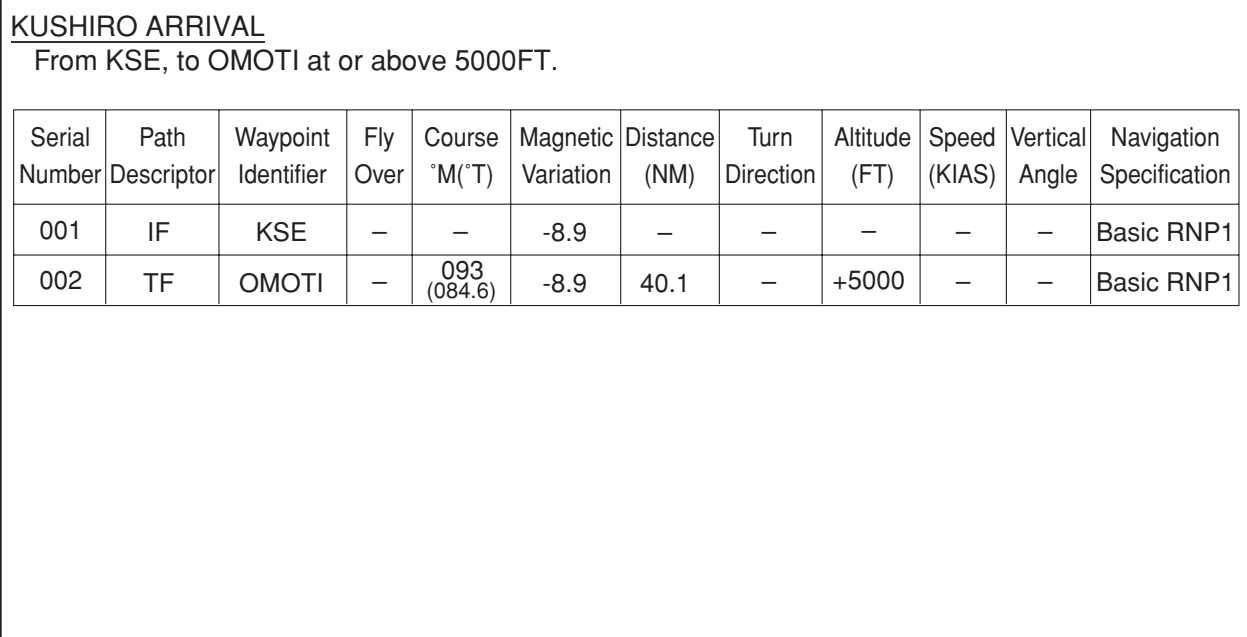 KUSHIRO ARRIVAL
From KSE, to OMOTI at or above 5000FT.
Serial Number Path Descriptor Waypoint Identifier Fly Over Course ˚M(˚T) Magnetic Variation Distance (NM) Turn Direction Altitude (FT) Speed (KIAS) Vertical Angle Navigation Specification
001 IF KSE – – -8.9 – – – – – Basic RNP1
002 TF OMOTI – 093 (084.6) -8.9 40.1 – +5000 – – Basic RNP1